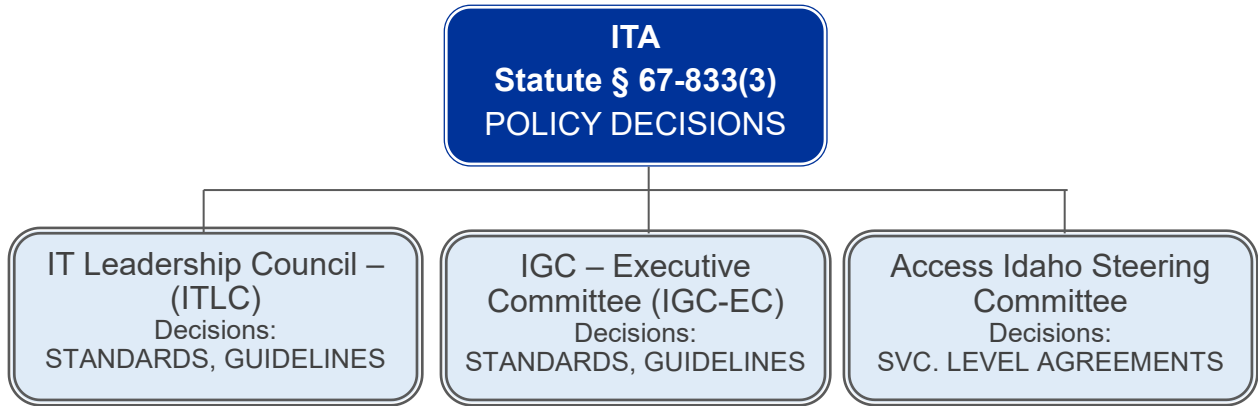 ITA
Statute § 67-833(3)
POLICY DECISIONS
IT Leadership Council –
(ITLC)
Decisions:
STANDARDS, GUIDELINES
IGC – Executive
Committee (IGC-EC)
Decisions:
STANDARDS, GUIDELINES
Access Idaho Steering
Committee
Decisions:
SVC. LEVEL AGREEMENTS